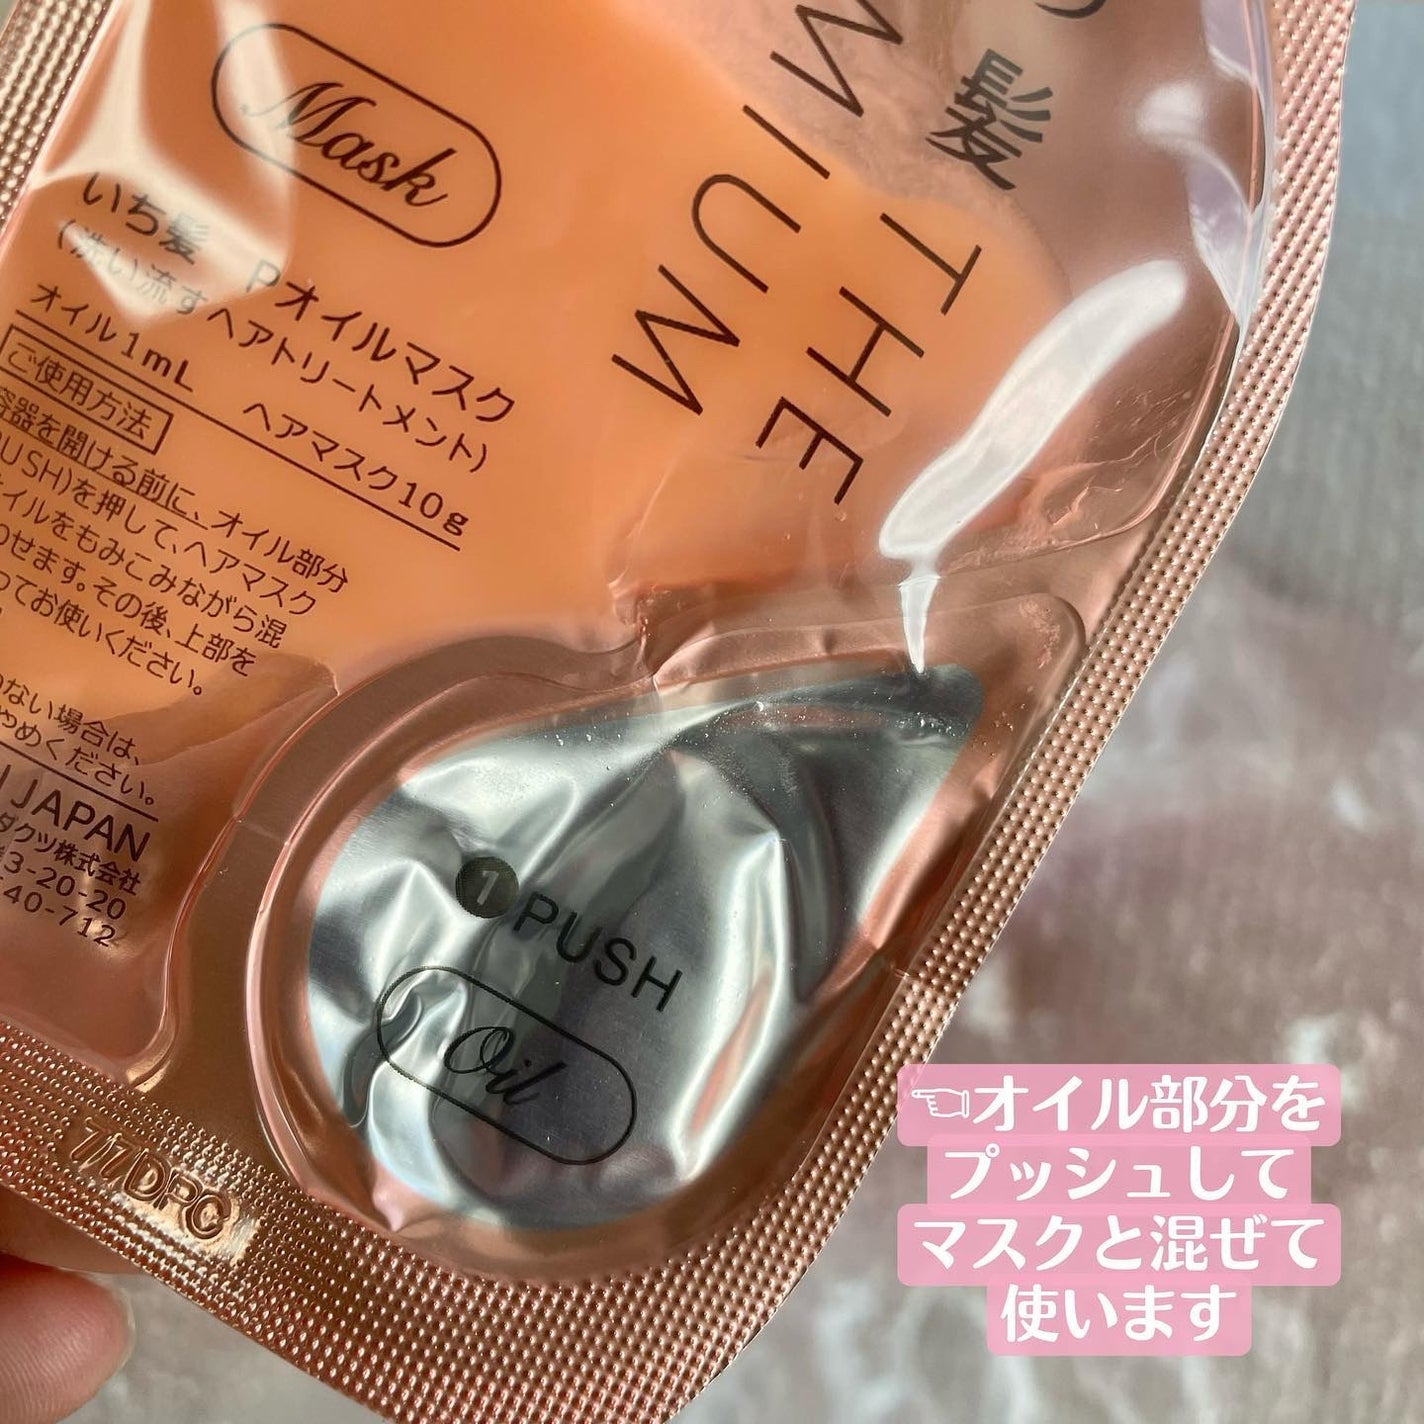 髪
THE
MIUM
Mask
いち髪 Pオイルマスク
(洗い流すヘアトリートメント)
オイル1mL ヘアマスク10g
ご使用方法
容器を開ける前に、オイル部分
PUSH)を押して、ヘアマスク
オイルをもみこみながら混
わせます。その後、上部を
ってお使いください。
ない場合は、
やめください。
JAPAN
ダクツ株式会社
3-20-20
40-712
1 PUSH
Oil
7/7DPC
☜オイル部分を
プッシュして
マスクと混ぜて
使います